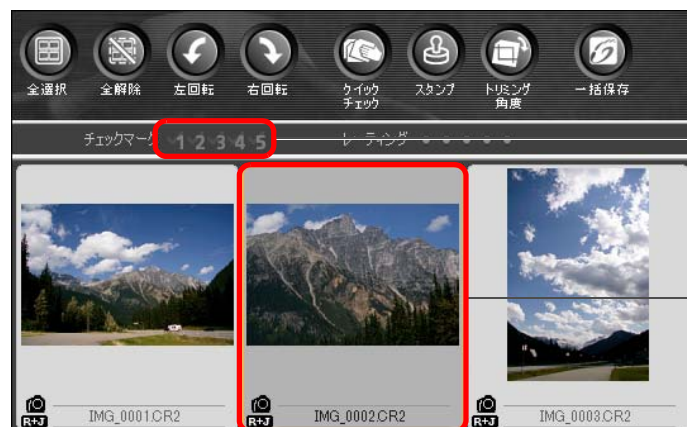 全選択 全解除 左回転 右回転 クイック チェック スタンプ トリミング 角度 一括保存
チェックマーク 1 2 3 4 5 レーティング
R+J IMG_0001.CR2 R+J IMG_0002.CR2 R+J IMG_0003.CR2